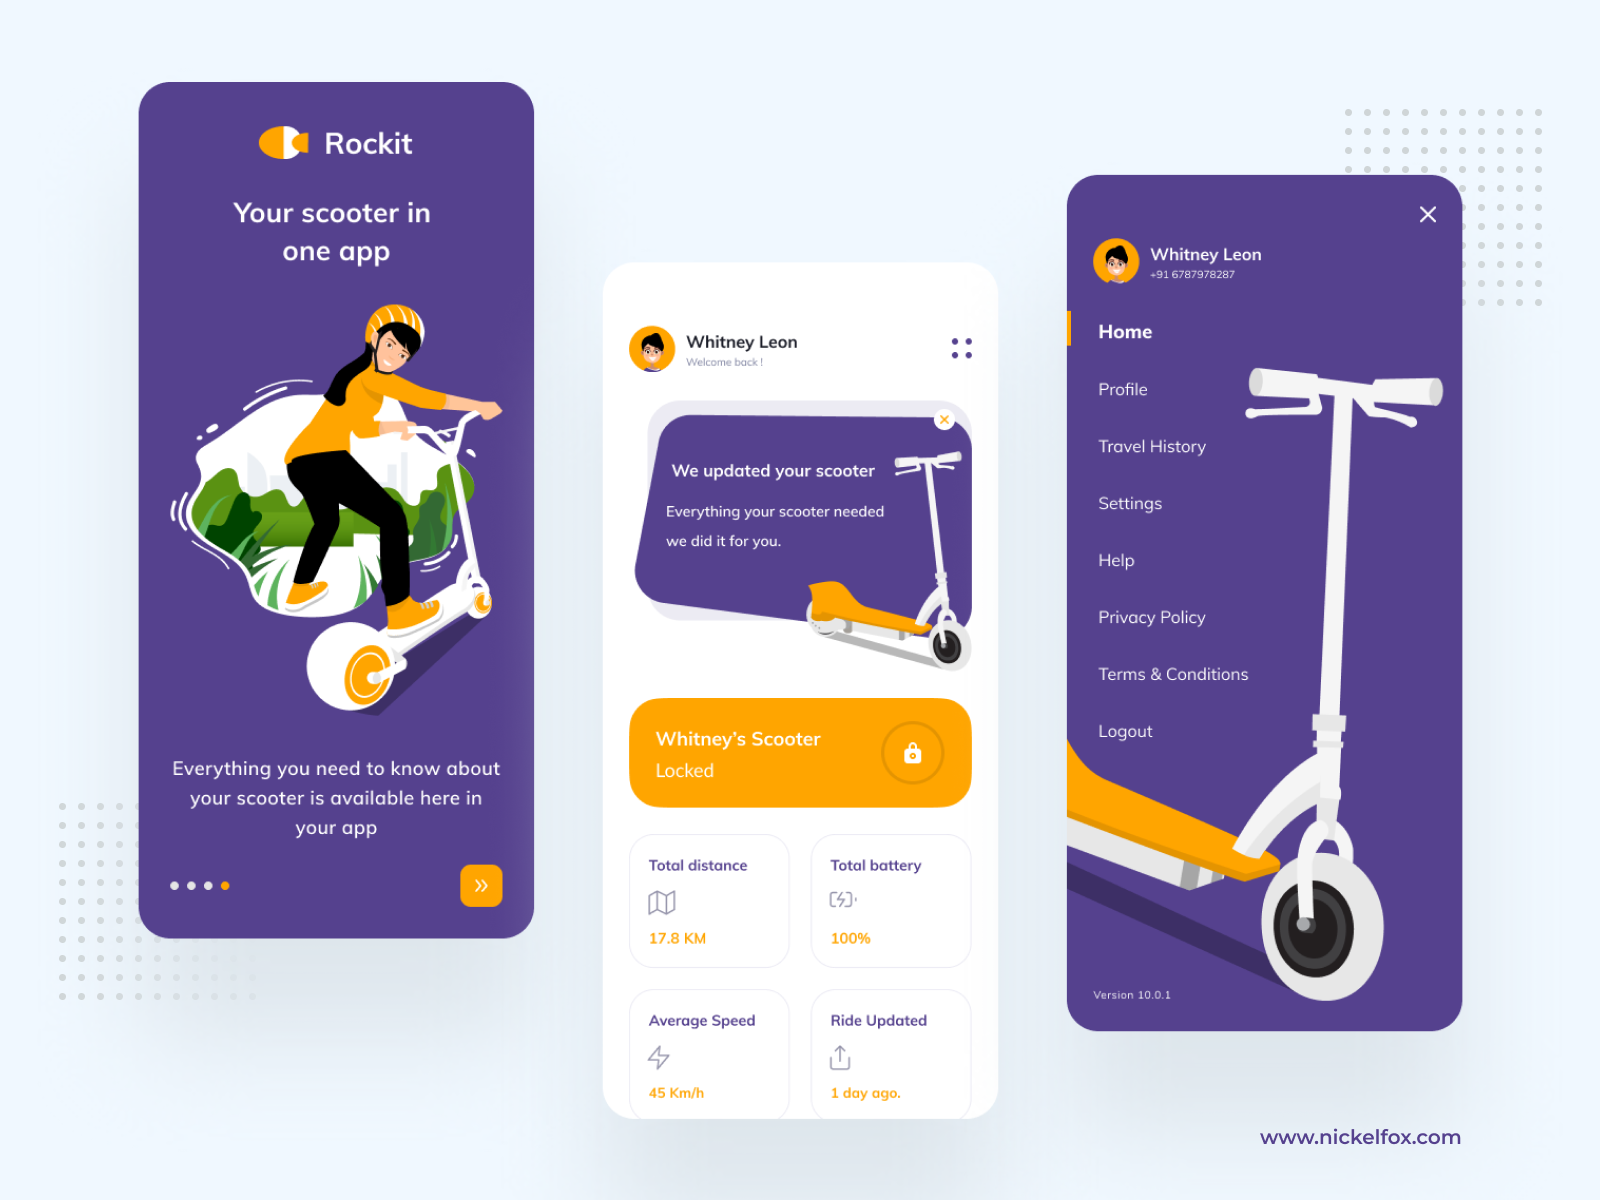 Rockit
Your scooter in
one app
Everything you need to know about
your scooter is available here in
your app
Whitney Leon
Welcome back !
We updated your scooter
Everything your scooter needed
we did it for you.
Whitney’s Scooter
Locked
Total distance
17.8 KM
Total battery
100%
Average Speed
45 Km/h
Ride Updated
1 day ago.
Whitney Leon
+91 6787978287
Home
Profile
Travel History
Settings
Help
Privacy Policy
Terms & Conditions
Logout
Version 10.0.1
www.nickelfox.com